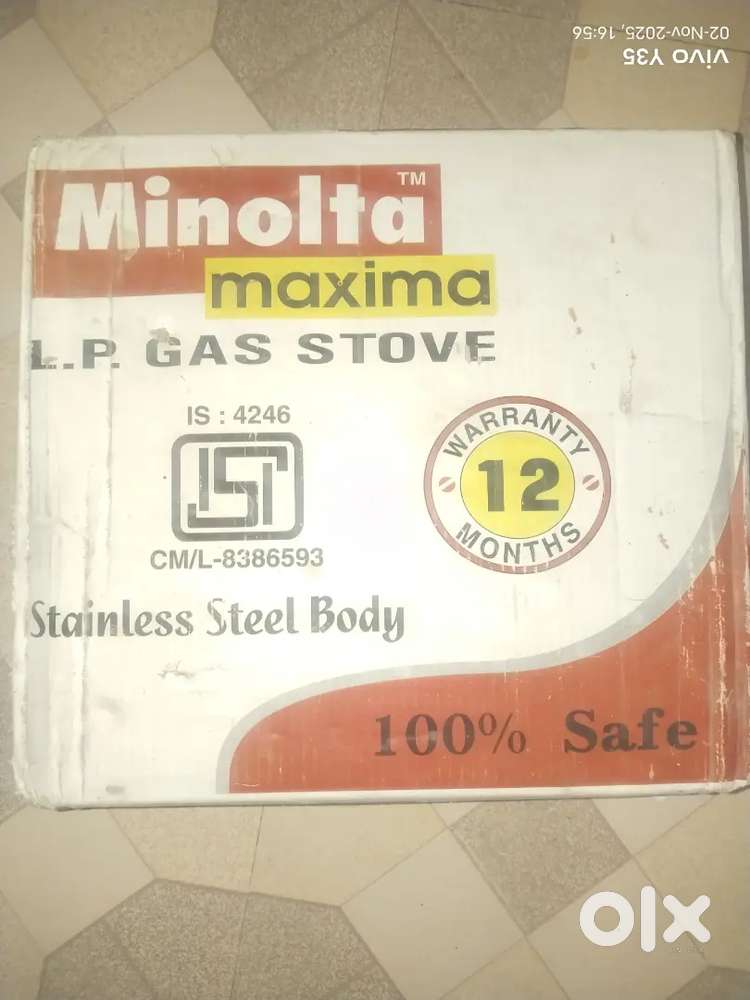 vivo Y35
02-Nov-2025, 16:56
Minolta™
maxima
L.P. GAS STOVE
IS : 4246
ISI
CM/L-8386593
WARRANTY
12
MONTHS
Stainless Steel Body
100% Safe
olx